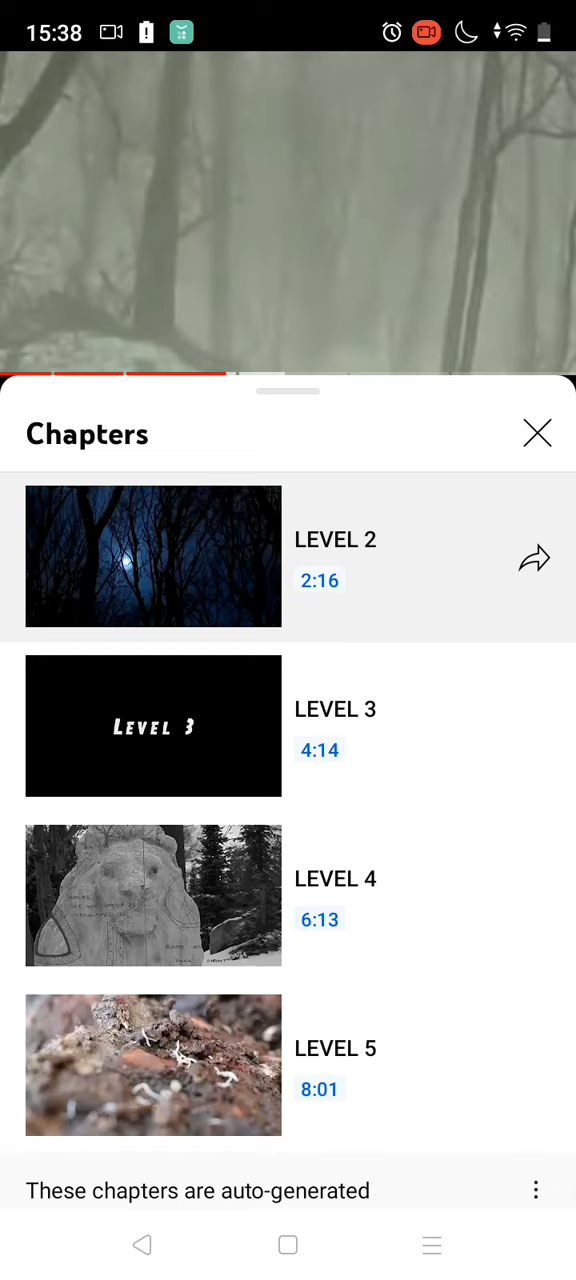 15:38
Chapters
LEVEL 2
2:16
LEVEL 3
LEVEL 3
4:14
LEVEL 4
6:13
LEVEL 5
8:01
These chapters are auto-generated